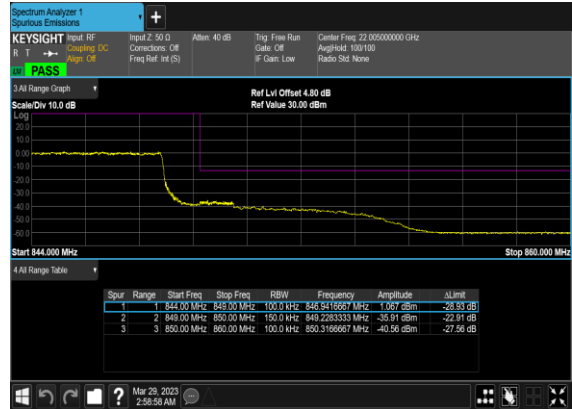 Spectrum Analyzer 1
Spurious Emissions
KEYSIGHT Input: RF Input Z: 50 Ω Atten: 40 dB Trig: Free Run Center Freq: 22.005000000 GHz
R T Coupling: DC Corrections: Off Gate: Off Avg|Hold: 100/100
Align: Off Freq Ref: Int (S) IF Gain: Low Radio Std: None
PASS
3 All Range Graph
Scale/Div 10.0 dB Ref Lvl Offset 4.80 dB
Ref Value 30.00 dBm
Log
20.0
10.0
0.00
-10.0
-20.0
-30.0
-40.0
-50.0
-60.0
Start 844.000 MHz Stop 860.000 MHz
4 All Range Table
Spur Range Start Freq Stop Freq RBW Frequency Amplitude ΔLimit
1 1 844.00 MHz 849.00 MHz 100.0 kHz 846.9416667 MHz 1.067 dBm -28.93 dB
2 2 849.00 MHz 850.00 MHz 150.0 kHz 849.2283333 MHz -35.91 dBm -22.91 dB
3 3 850.00 MHz 860.00 MHz 100.0 kHz 850.3166667 MHz -40.56 dBm -27.56 dB
Mar 29, 2023
2:58:58 AM